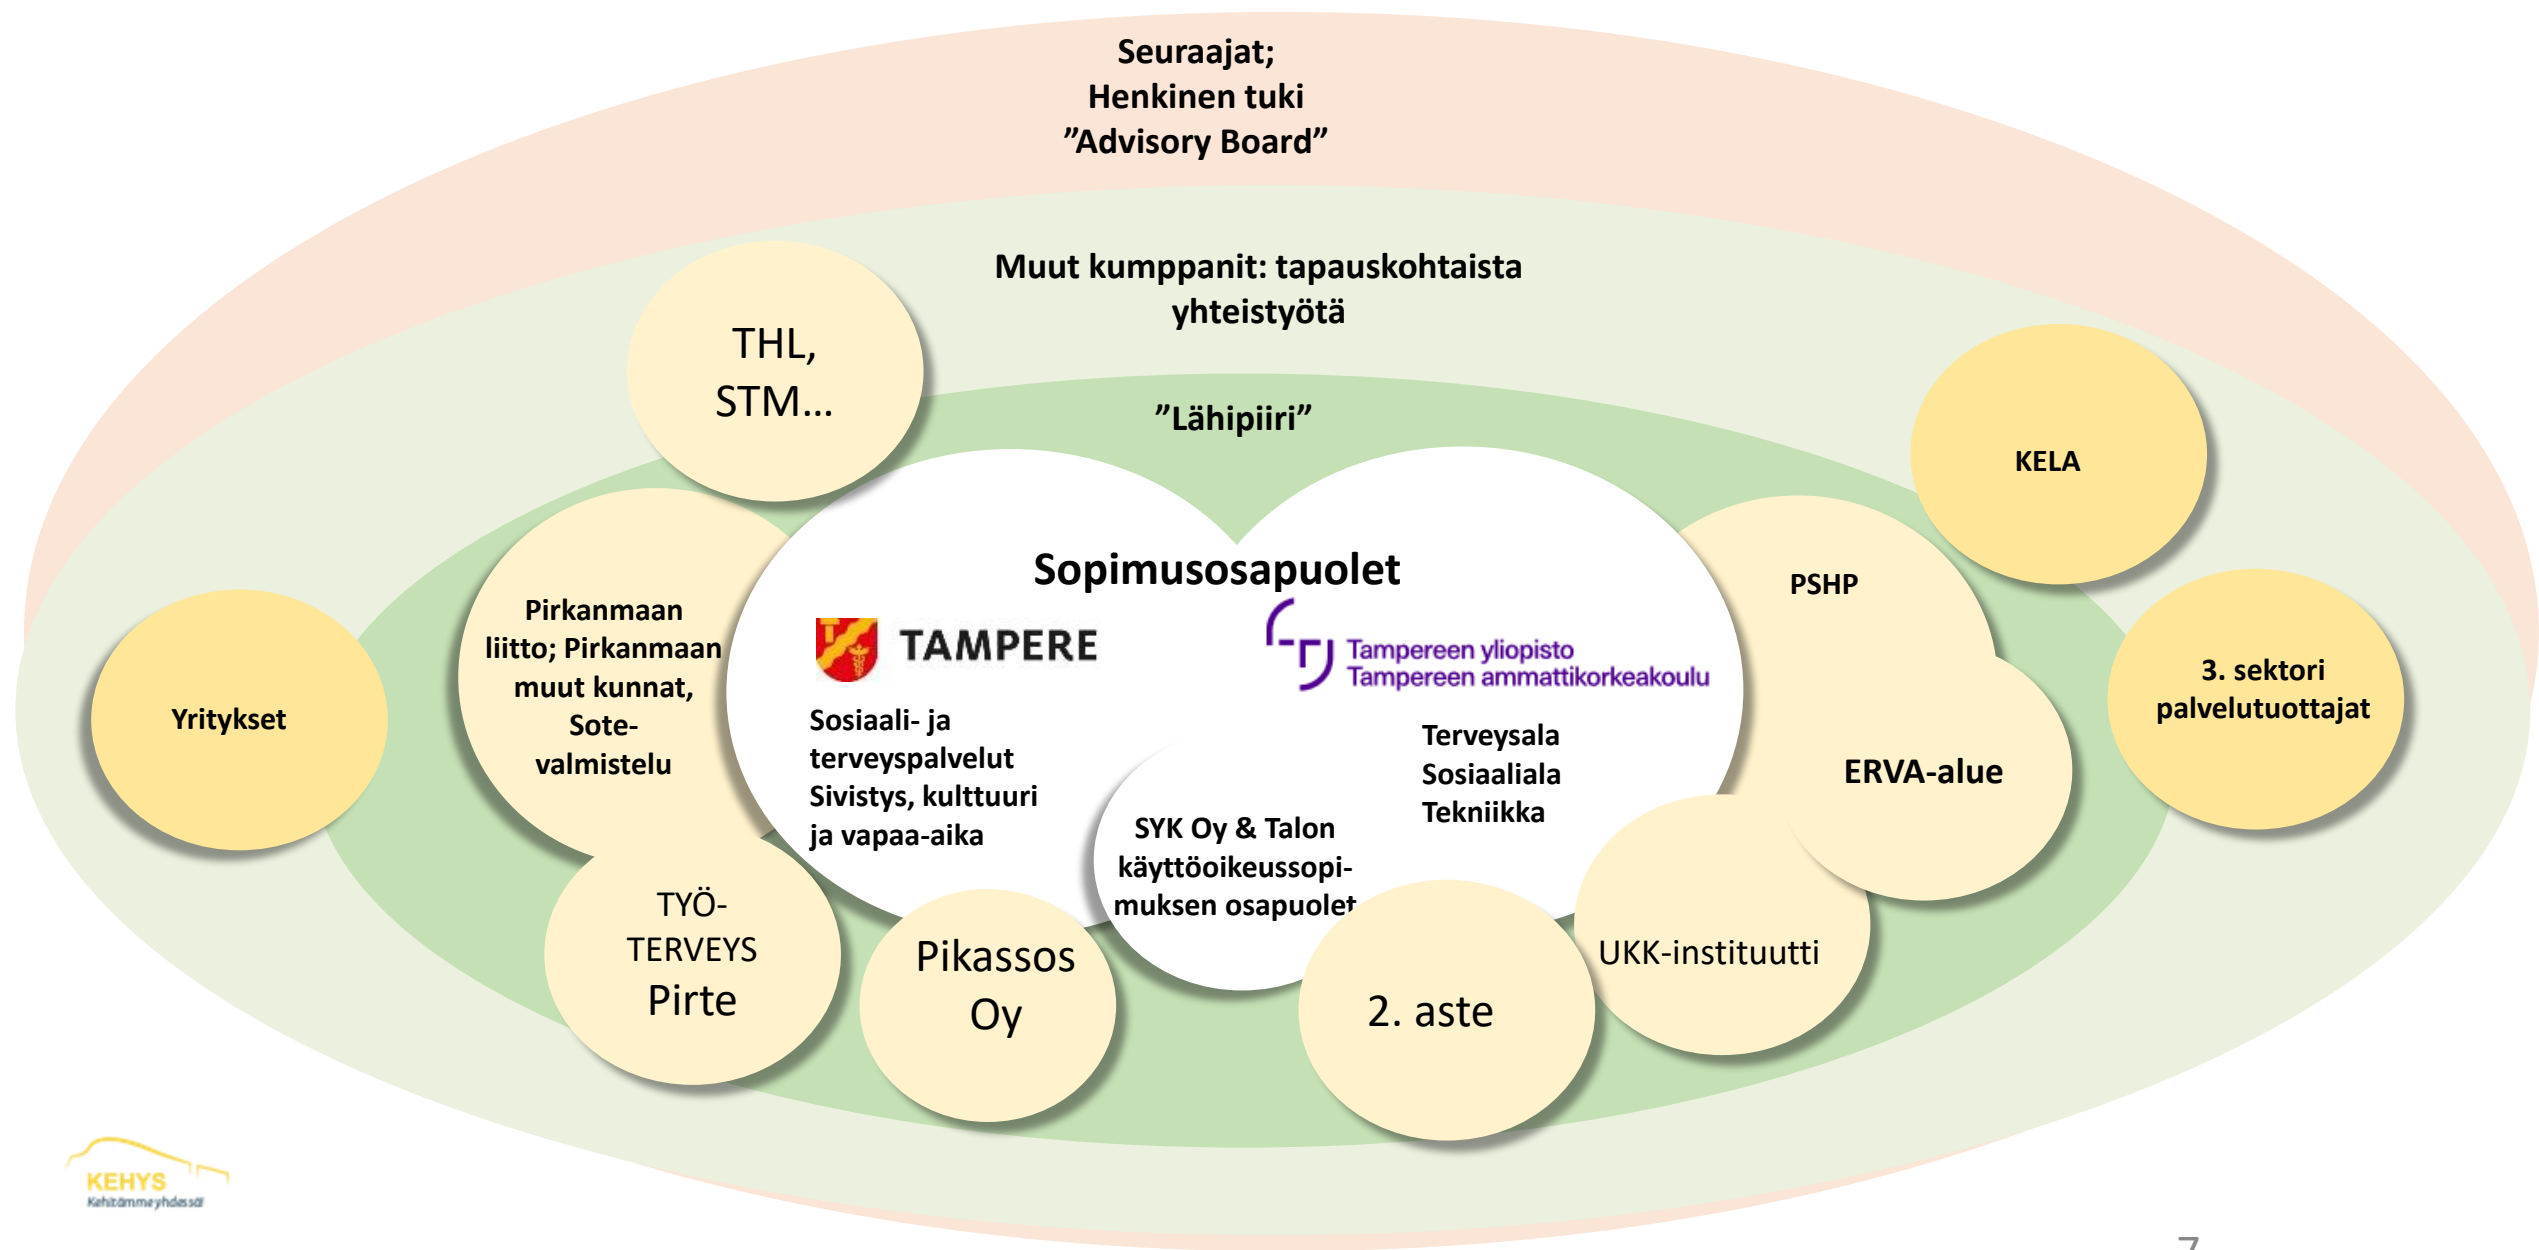 Seuraajat;
Henkinen tuki
”Advisory Board”
Muut kumppanit: tapauskohtaista
yhteistyötä
THL,
STM...
”Lähipiiri”
KELA
Sopimusosapuolet
TAMPERE
Tampereen yliopisto
Tampereen ammattikorkeakoulu
Sosiaali- ja
terveyspalvelut
Sivistys, kulttuuri
ja vapaa-aika
Terveysala
Sosiaaliala
Tekniikka
SYK Oy & Talon
käyttöoikeussopi-
muksen osapuolet
Pirkanmaan
liitto; Pirkanmaan
muut kunnat,
Sote-
valmistelu
Yritykset
PSHP
ERVA-alue
3. sektori
palvelutuottajat
TYÖ-
TERVEYS
Pirte
Pikassos
Oy
2. aste
UKK-instituutti
KEHYS
Kehitämme yhdessä!
7